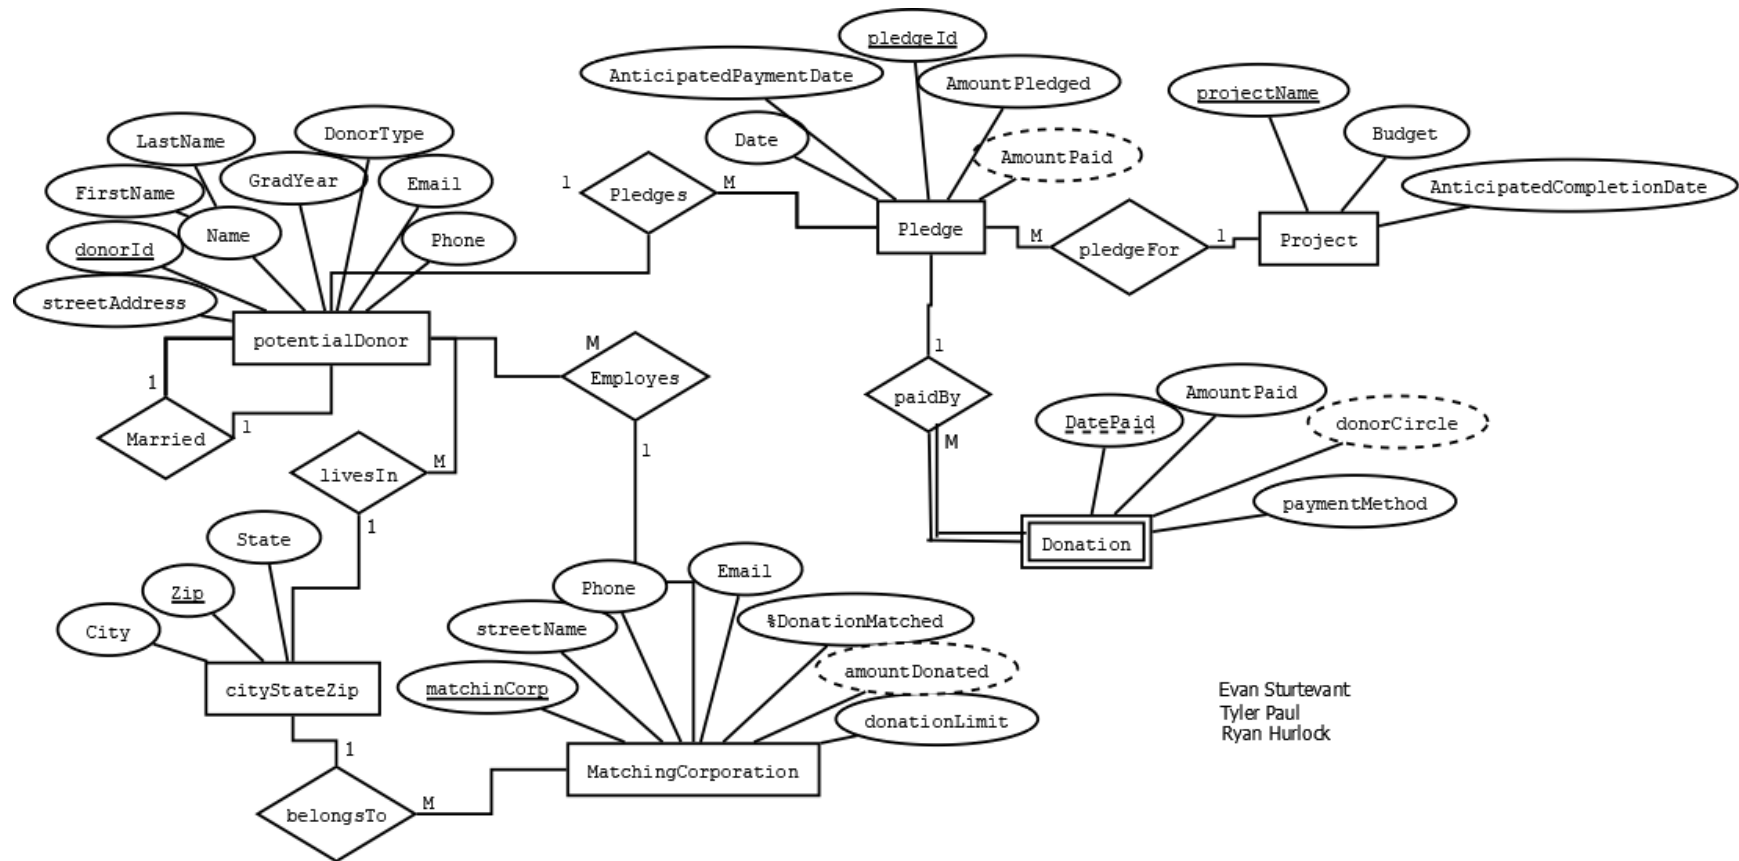 pledgeId
AnticipatedPaymentDate
AmountPledged
projectName
LastName
DonorType
Date
AmountPaid
Budget
FirstName
GradYear
Email
1
Pledges
M
AnticipatedCompletionDate
donorId
Name
Phone
Pledge
M
pledgeFor
1
Project
streetAddress
potentialDonor
M
Employes
1
1
Married
1
paidBy
M
DatePaid
AmountPaid
donorCircle
livesIn
M
1
1
paymentMethod
State
Donation
Zip
City
Phone
Email
streetName
%DonationMatched
amountDonated
matchinCorp
donationLimit
cityStateZip
1
MatchingCorporation
belongsTo
M
Evan Sturtevant
Tyler Paul
Ryan Hurlock